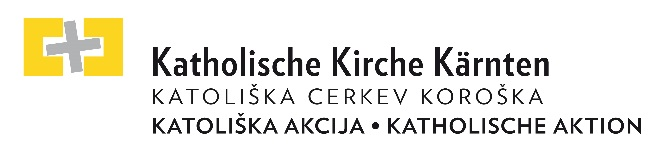 Katholische Kirche Kärnten
KATOLIŠKA CERKEV KOROŠKA
KATOLIŠKA AKCIJA • KATHOLISCHE AKTION